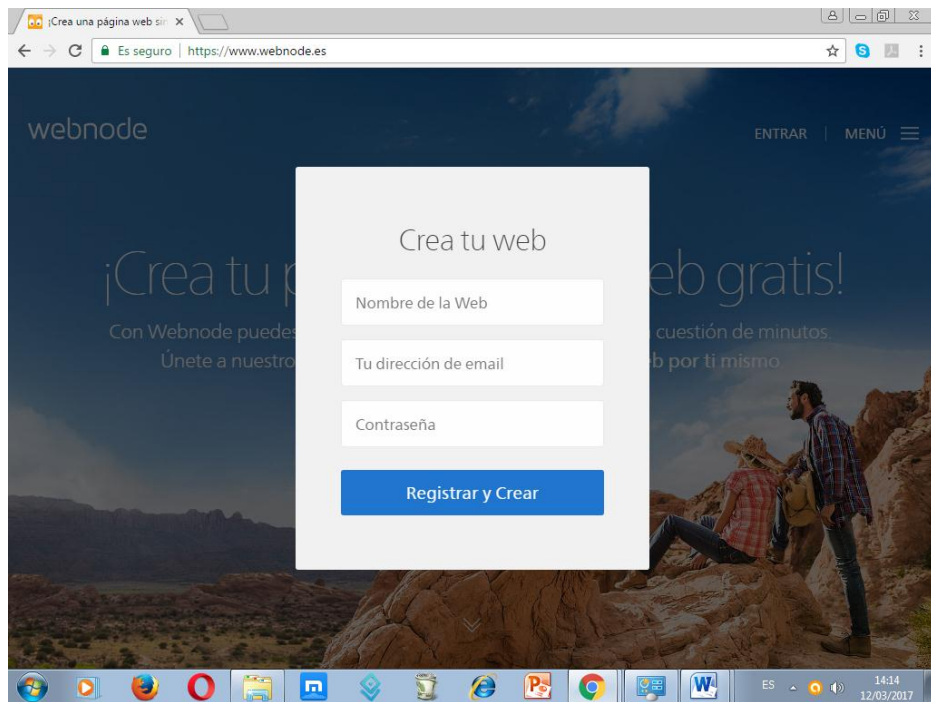 ¡Crea una página web sin
Es seguro
https://www.webnode.es
webnode
ENTRAR
MENÚ
¡Crea tu p
eb gratis!
Con Webnode puedes
cuestión de minutos.
Únete a nuestro
b por ti mismo.
Crea tu web
Nombre de la Web
Tu dirección de email
Contraseña
Registrar y Crear
ES
14:14
12/03/2017